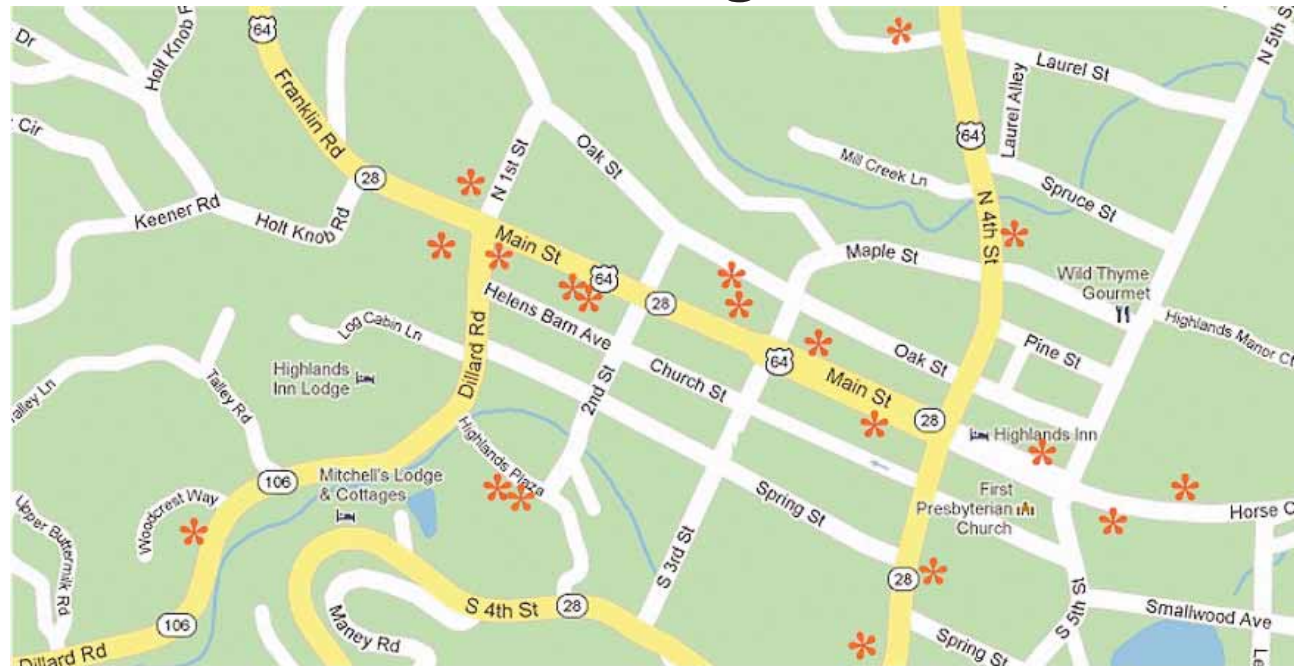 64
Dr
Holt Knob R
Franklin Rd
Cir
28
Keener Rd
Holt Knob Rd
N 1st St
Oak St
Main St
64
28
Laurel St
Laurel Alley
N 5th St
64
Mill Creek Ln
Spruce St
N 4th St
Maple St
Wild Thyme
Gourmet
Highlands Manor Ct
Pine St
Helens Barn Ave
Log Cabin Ln
Dillard Rd
Highlands
Inn Lodge
2nd St
Church St
64
Main St
Oak St
28
Highlands Inn
Talley Rd
alley Ln
Highlands Plaza
106
Mitchell's Lodge
& Cottages
Woodcrest Way
Upper Buttermilk Rd
Spring St
First
Presbyterian
Church
Horse C
S 3rd St
28
S 4th St
28
Maney Rd
106
Dillard Rd
S 5th St
Smallwood Ave
Spring St
Le